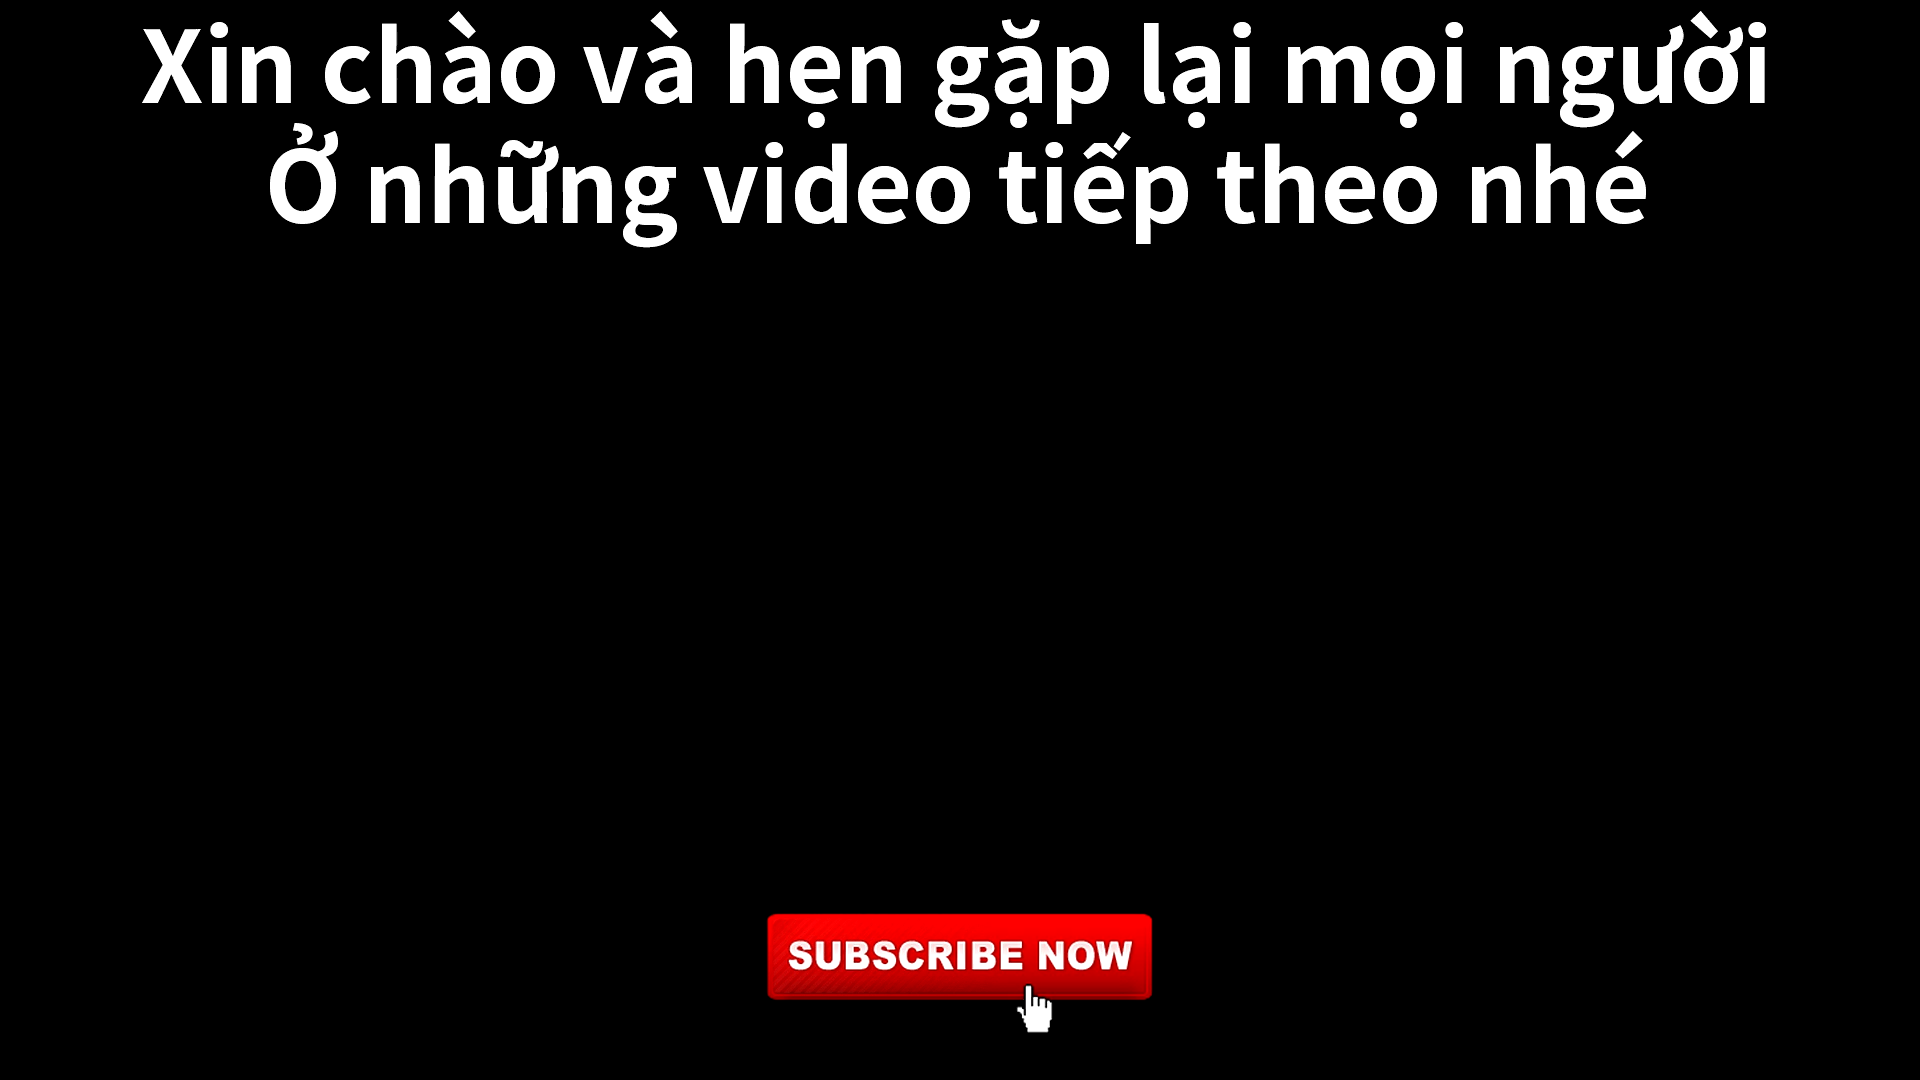 Xin chào và hẹn gặp lại mọi người
Ở những video tiếp theo nhé
SUBSCRIBE NOW